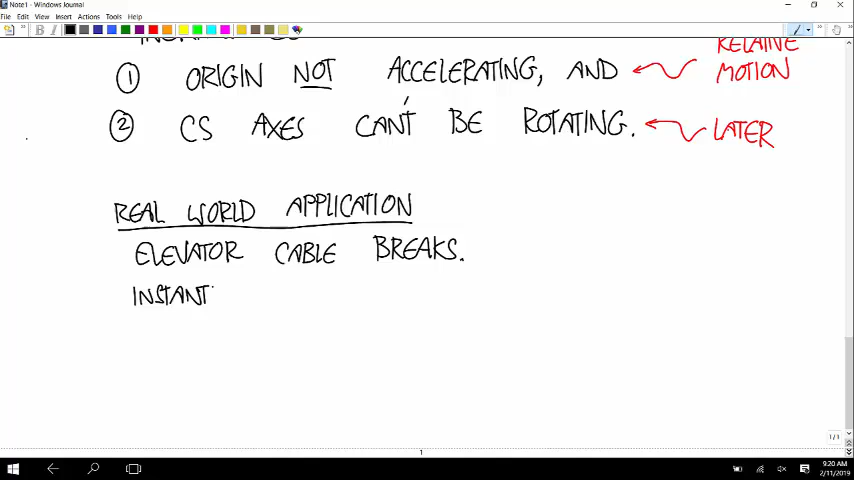 Note1 - Windows Journal
File Edit View Insert Actions Tools Help
B I
RELATIVE
① ORIGIN NOT ACCELERATING, AND MOTION
② CS AXES CAN'T BE ROTATING. LATER
REAL WORLD APPLICATION
ELEVATOR CABLE BREAKS.
INSTANT
1/1
1
9:20 AM
2/11/2019